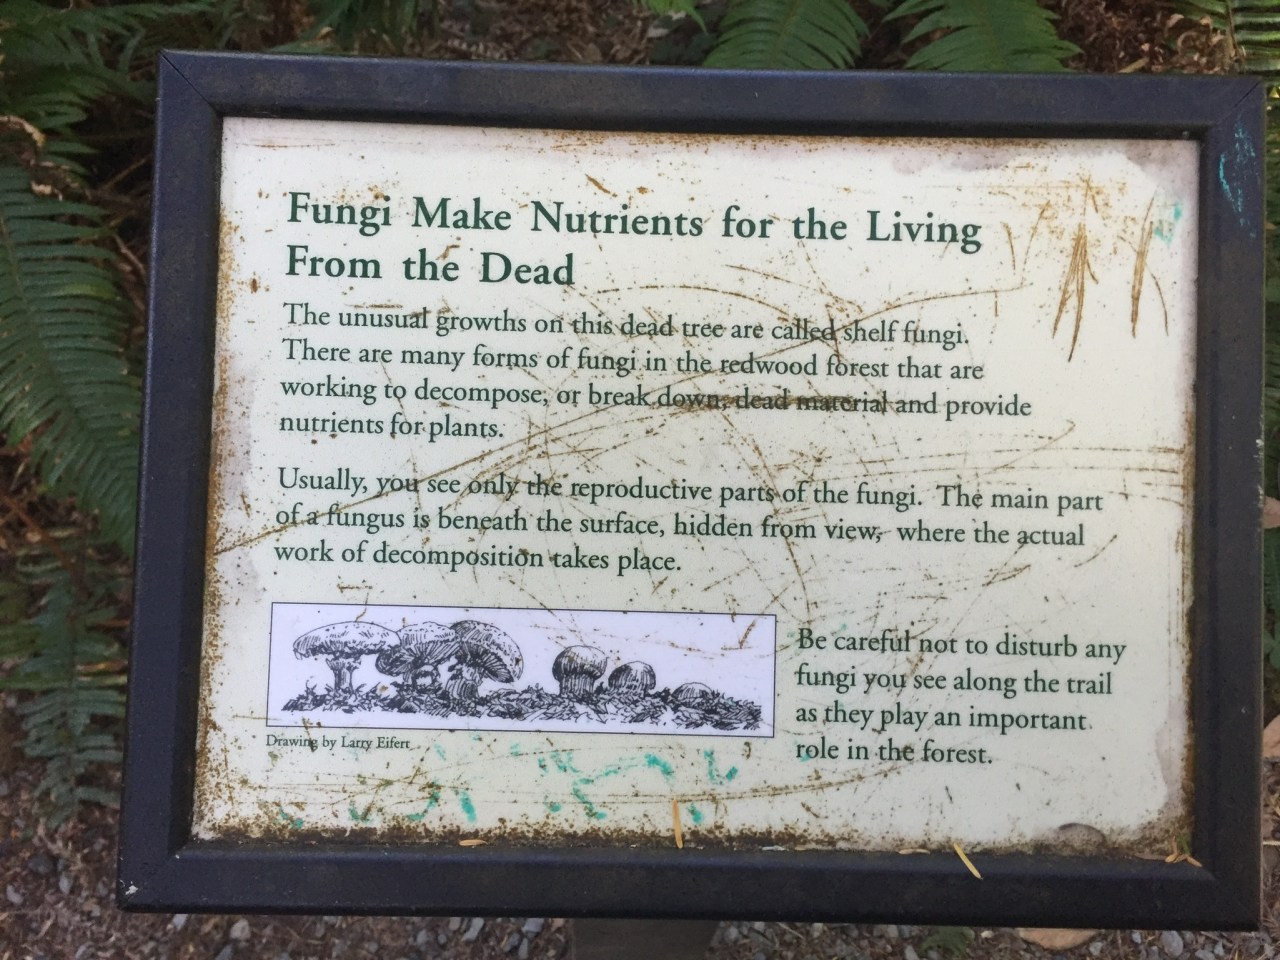 Fungi Make Nutrients for the Living
From the Dead
The unusual growths on this dead tree are called shelf fungi.
There are many forms of fungi in the redwood forest that are
working to decompose, or break down, dead material and provide
nutrients for plants.
Usually, you see only the reproductive parts of the fungi. The main part
of a fungus is beneath the surface, hidden from view, where the actual
work of decomposition takes place.
Be careful not to disturb any
fungi you see along the trail
as they play an important
role in the forest.
Drawing by Larry Eifert